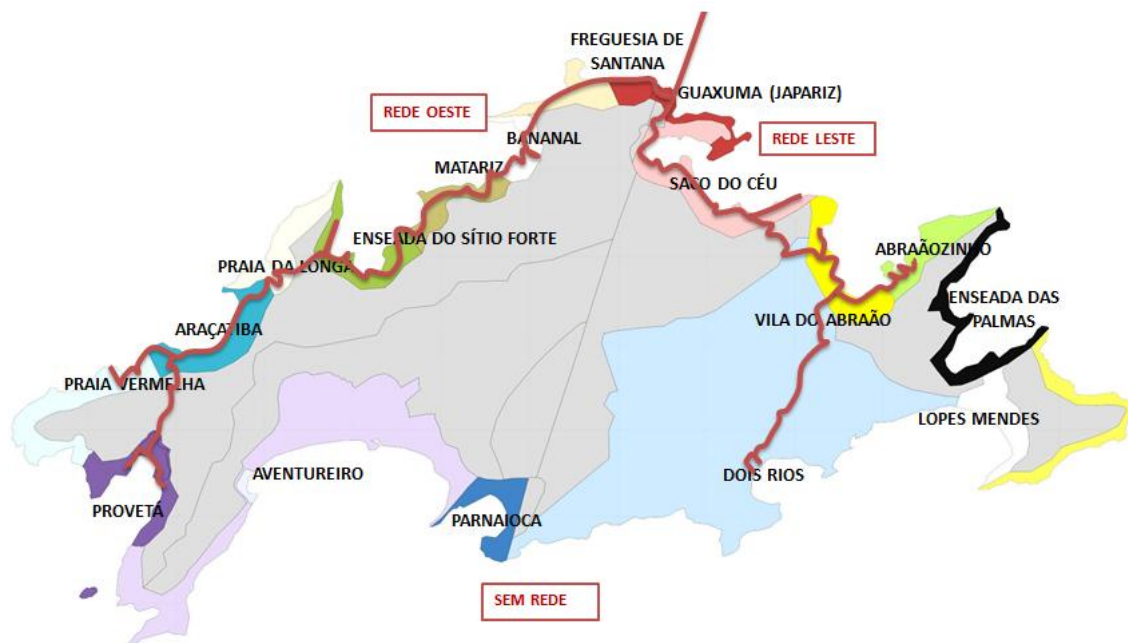 FREGUESIA DE
SANTANA
GUAXUMA (JAPARIZ)
REDE OESTE
BANANAL
REDE LESTE
MATARIZ
SACO DO CÉU
ENSEADA DO SÍTIO FORTE
ABRAÃOZINHO
PRAIA DA LONGA
ENSEADA DAS
PALMAS
VILA DO ABRAÃO
ARAÇATIBA
PRAIA VERMELHA
LOPES MENDES
AVENTUREIRO
DOIS RIOS
PROVETÁ
PARNAIOCA
SEM REDE